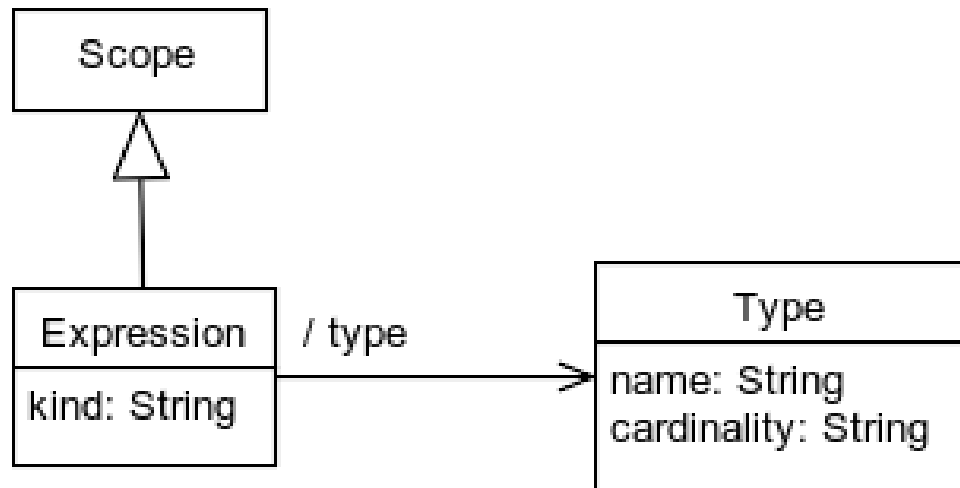 Scope
Expression
/ type
kind: String
Type
name: String
cardinality: String